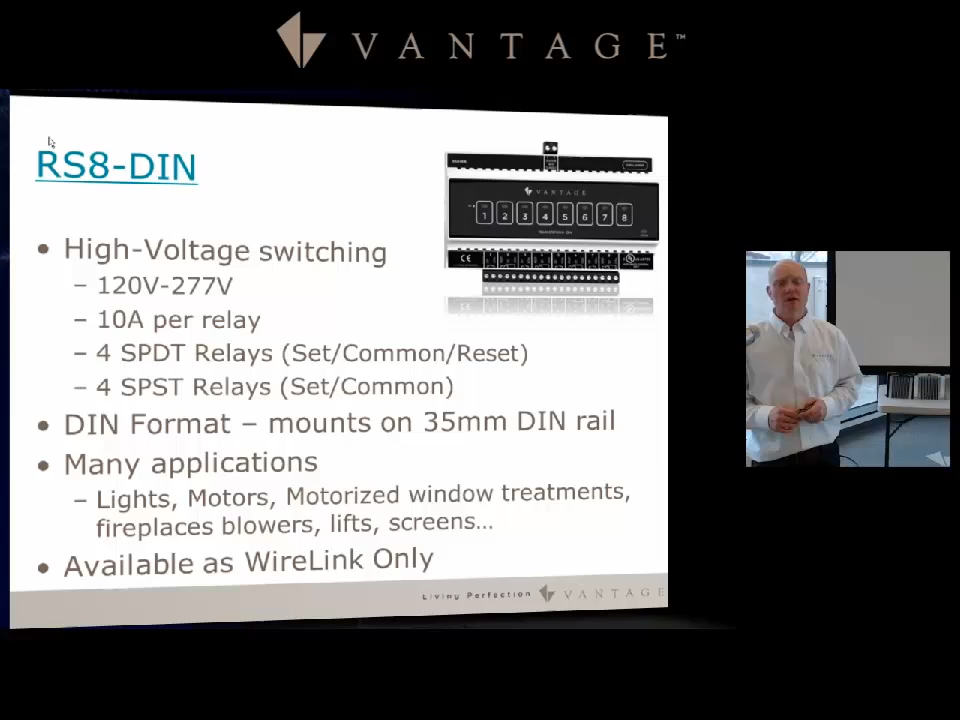 VANTAGE™
RS8-DIN
VANTAGE
1 2 3 4 5 6 7 8
CE
• High-Voltage switching
– 120V-277V
– 10A per relay
– 4 SPDT Relays (Set/Common/Reset)
– 4 SPST Relays (Set/Common)
• DIN Format – mounts on 35mm DIN rail
• Many applications
– Lights, Motors, Motorized window treatments,
fireplaces blowers, lifts, screens...
• Available as WireLink Only
Living Perfection VANTAGE